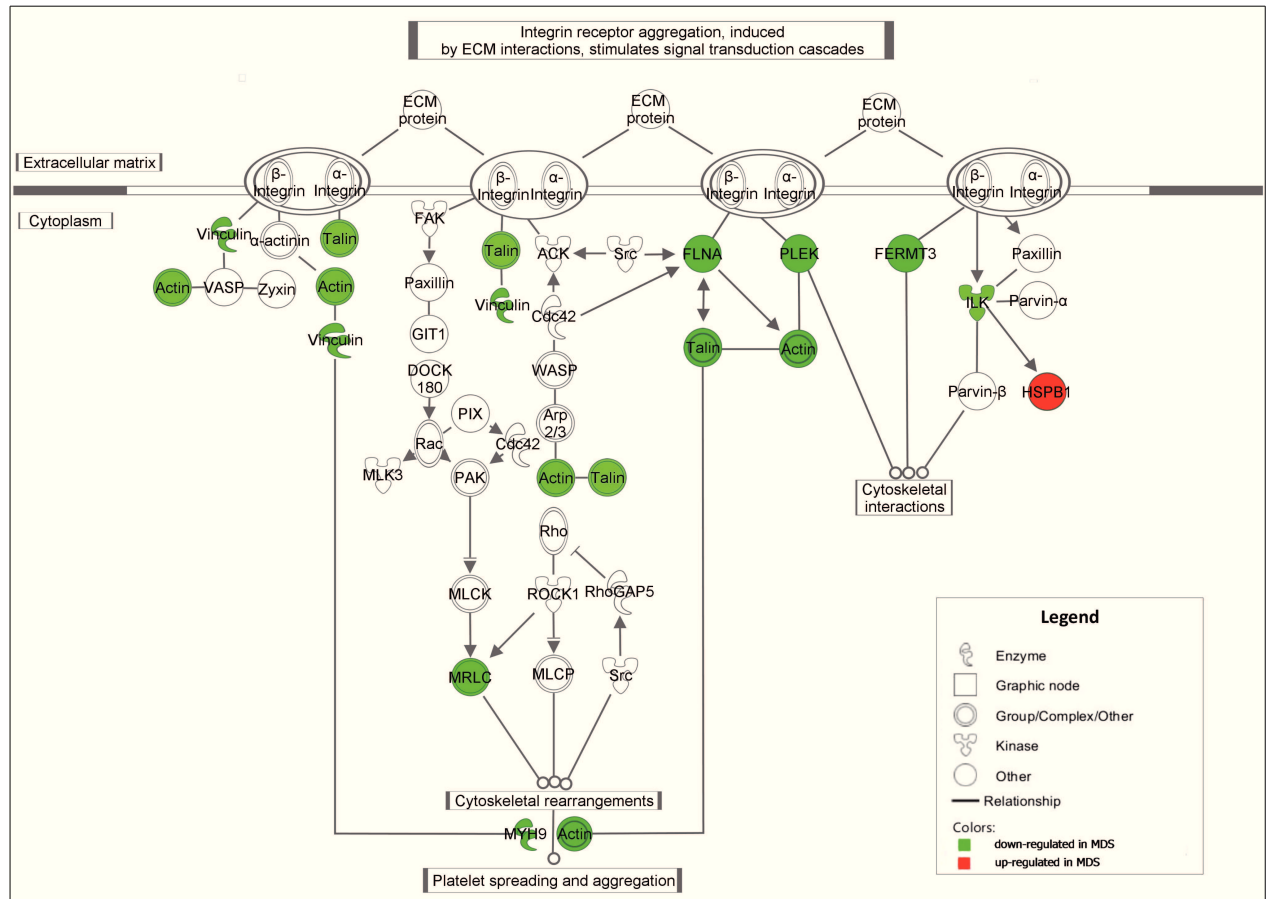 Integrin receptor aggregation, induced
by ECM interactions, stimulates signal transduction cascades
ECM
protein
ECM
protein
ECM
protein
Extracellular matrix
β-
Integrin
α-
Integrin
β-
Integrin
α-
Integrin
β-
Integrin
α-
Integrin
β-
Integrin
α-
Integrin
Cytoplasm
Vinculin
α-actinin
Talin
FAK
Talin
ACK
Src
FLNA
PLEK
FERMT3
Paxillin
Actin
VASP
Zyxin
Actin
Paxillin
Vinculin
Cdc42
ILK
Parvin-α
Vinculin
GIT1
Talin
Actin
DOCK
180
WASP
Parvin-β
HSPB1
PIX
Arp
2/3
Rac
Cdc42
MLK3
PAK
Actin
Talin
Cytoskeletal
interactions
Rho
MLCK
ROCK1
RhoGAP5
MRLC
MLCP
Src
Cytoskeletal rearrangements
MYH9
Actin
Platelet spreading and aggregation
Legend
Enzyme
Graphic node
Group/Complex/Other
Kinase
Other
Relationship
Colors:
down-regulated in MDS
up-regulated in MDS